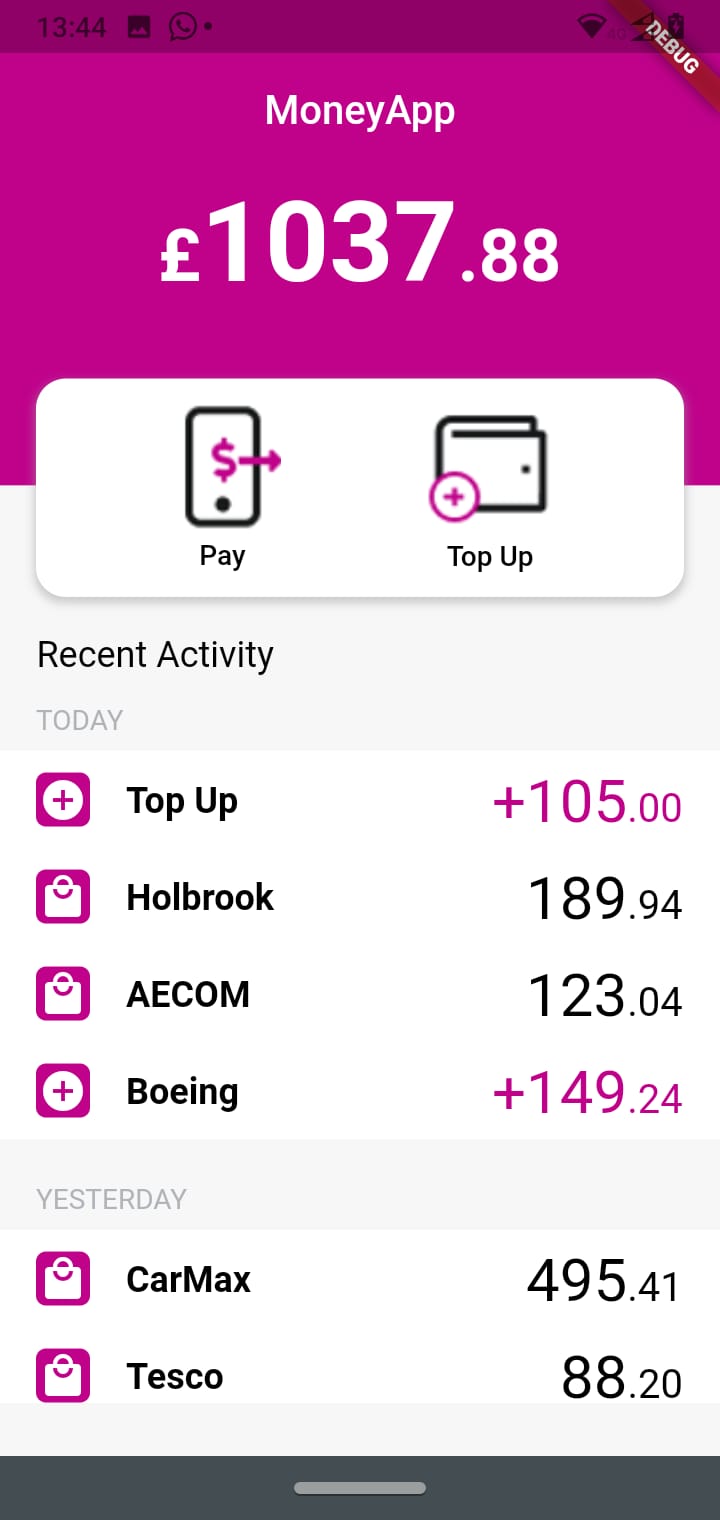 13:44
4G
DEBUG
MoneyApp
£1037.88
Pay
Top Up
Recent Activity
TODAY
Top Up +105.00
Holbrook 189.94
AECOM 123.04
Boeing +149.24
YESTERDAY
CarMax 495.41
Tesco 88.20